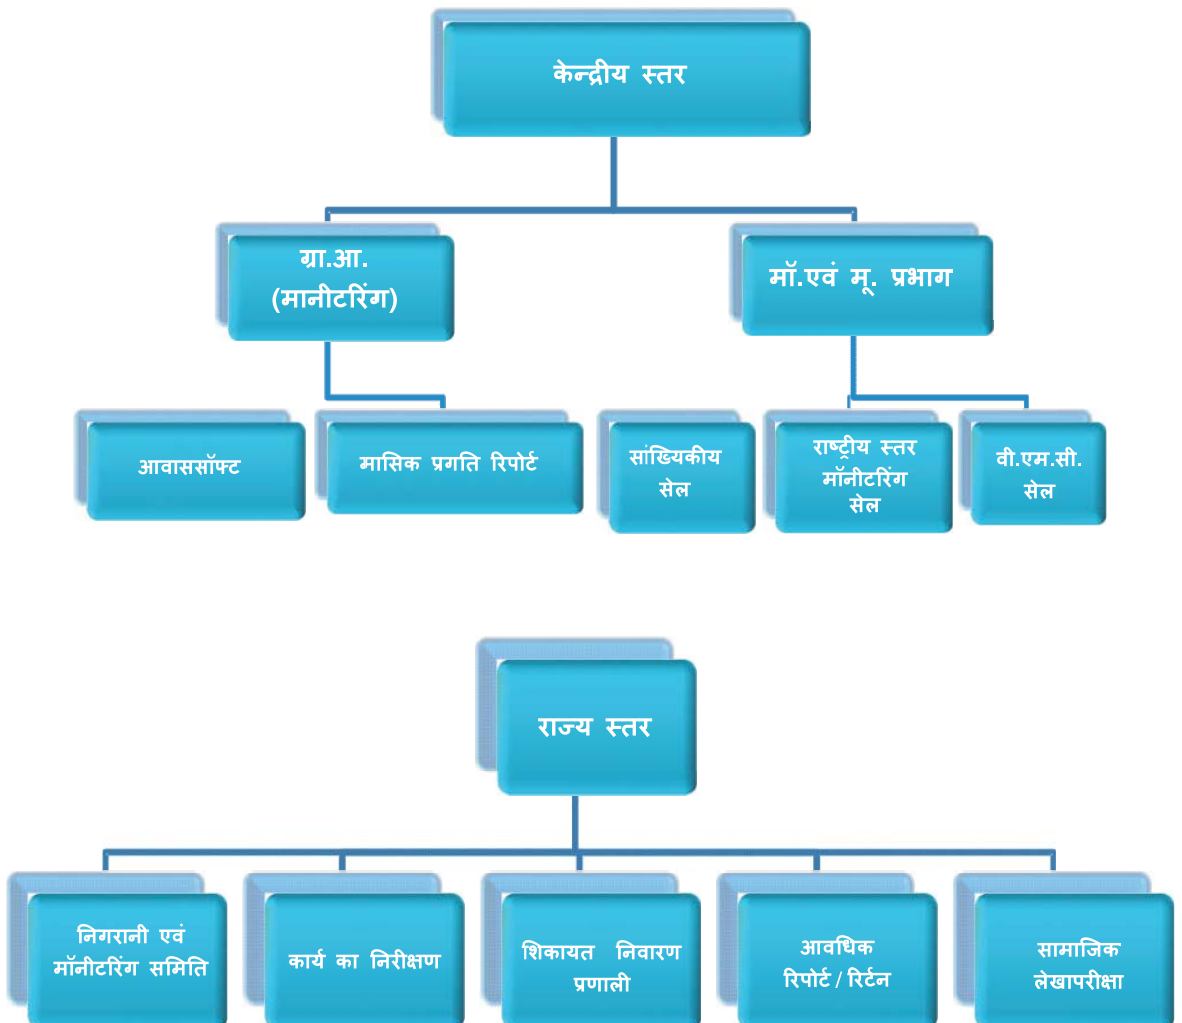 केन्द्रीय स्तर
ग्रा.आ.
(मानीटरिंग)
मॉ.एवं मू. प्रभाग
आवाससॉफ्ट
मासिक प्रगति रिपोर्ट
सांख्यिकीय
सेल
राष्ट्रीय स्तर
मॉनीटरिंग
सेल
वी.एम.सी.
सेल
राज्य स्तर
निगरानी एवं
मॉनीटरिंग समिति
कार्य का निरीक्षण
शिकायत निवारण
प्रणाली
आवधिक
रिपोर्ट / रिर्टन
सामाजिक
लेखापरीक्षा